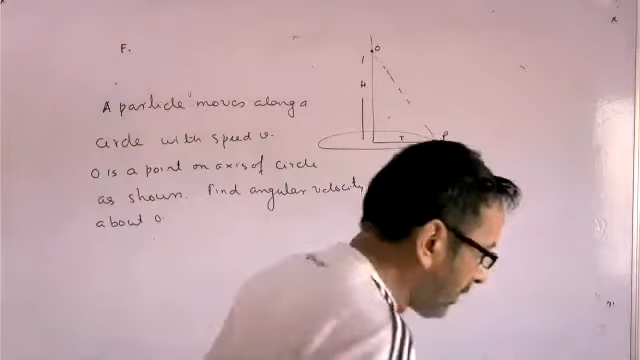 F.
O
H
r
P
A particle moves along a
circle with speed v.
O is a point on axis of circle
as shown. Find angular velocity
about O.